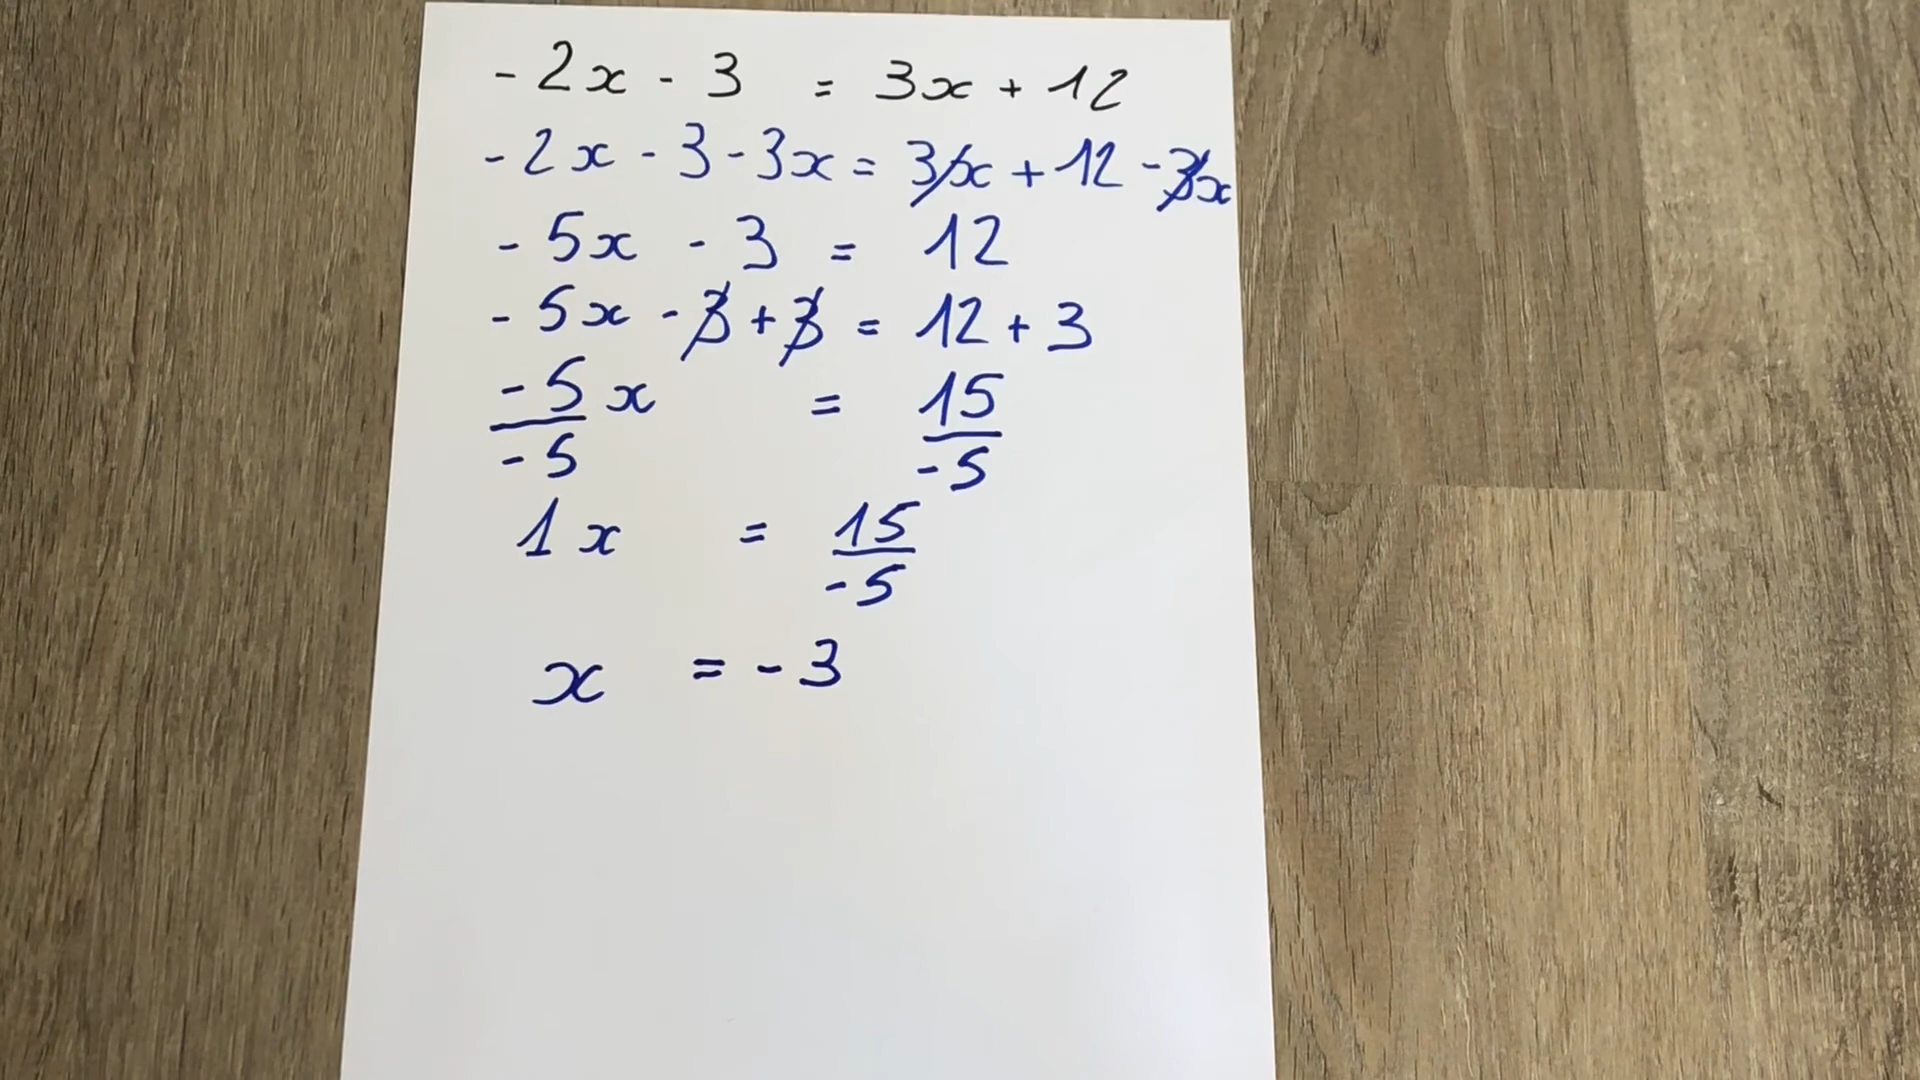 - 2x - 3 = 3x + 12
- 2x - 3 - 3x = 3x + 12 - 3x
- 5x - 3 = 12
- 5x - 3 + 3 = 12 + 3
-5/-5 x = 15/-5
1x = 15/-5
x = - 3